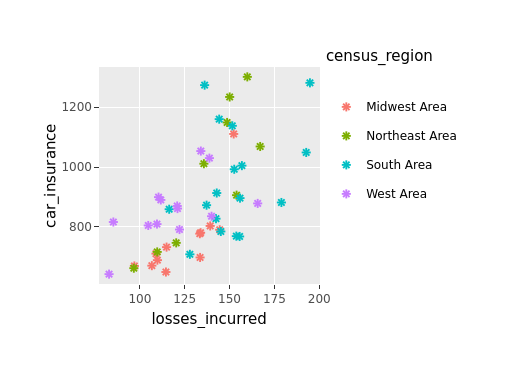 census_region
Midwest Area
Northeast Area
South Area
West Area
car_insurance
1200
1000
800
100
125
150
175
200
losses_incurred